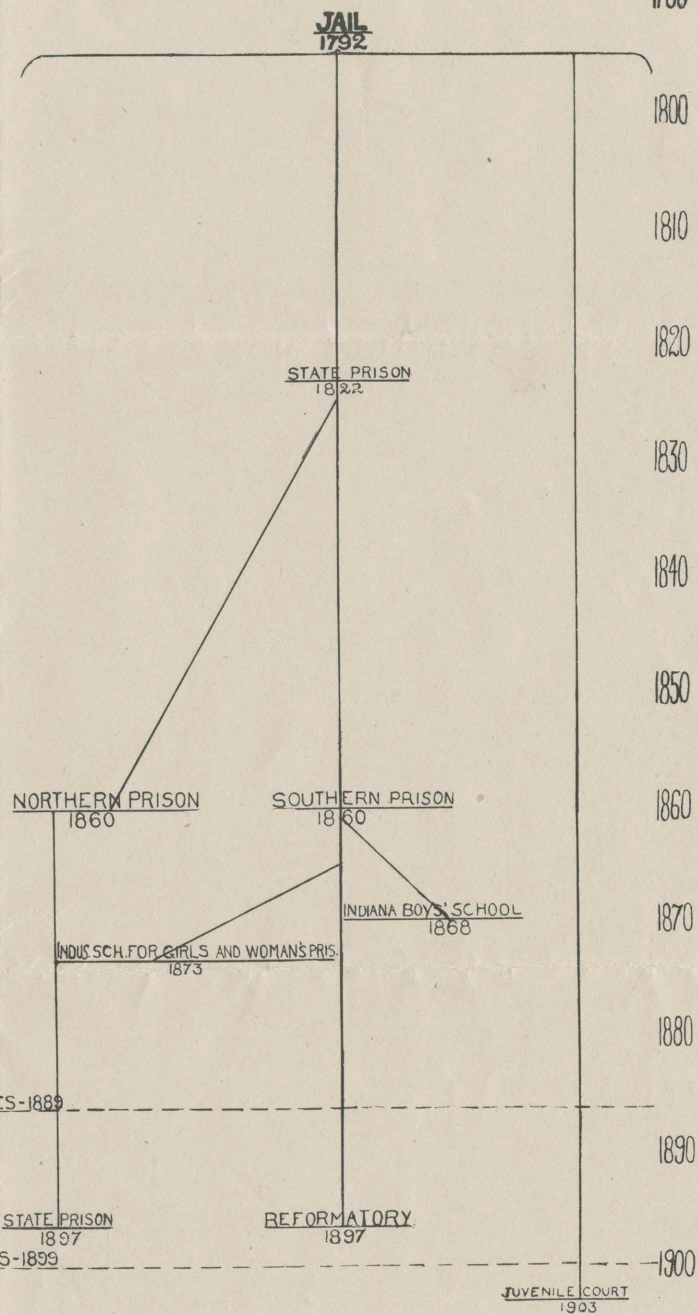 JAIL
1792
1800
1810
1820
STATE PRISON
1822
1830
1840
1850
NORTHERN PRISON
1860
SOUTHERN PRISON
1860
1860
INDIANA BOYS' SCHOOL
1868
1870
INDUS. SCH. FOR GIRLS AND WOMAN'S PRIS.
1873
1880
ES-1889
1890
STATE PRISON
1897
REFORMATORY
1897
S-1899
1900
JUVENILE COURT
1903